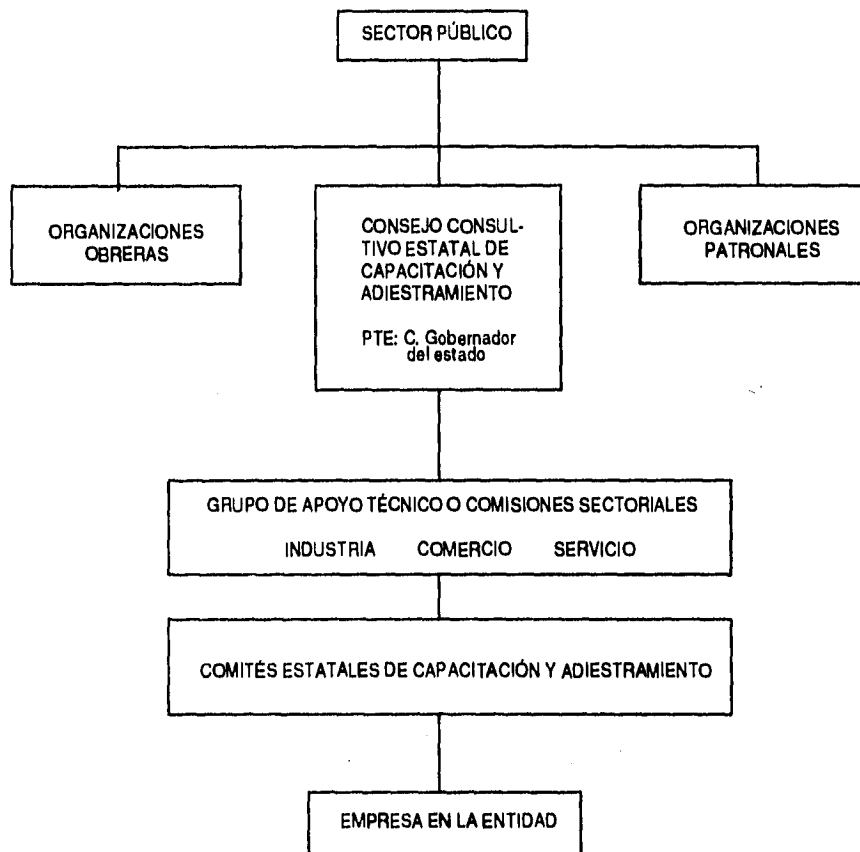 SECTOR PÚBLICO
ORGANIZACIONES
OBRERAS
CONSEJO CONSUL-
TIVO ESTATAL DE
CAPACITACIÓN Y
ADIESTRAMIENTO
PTE: C. Gobernador
del estado
ORGANIZACIONES
PATRONALES
GRUPO DE APOYO TÉCNICO O COMISIONES SECTORIALES
INDUSTRIA COMERCIO SERVICIO
COMITÉS ESTATALES DE CAPACITACIÓN Y ADIESTRAMIENTO
EMPRESA EN LA ENTIDAD